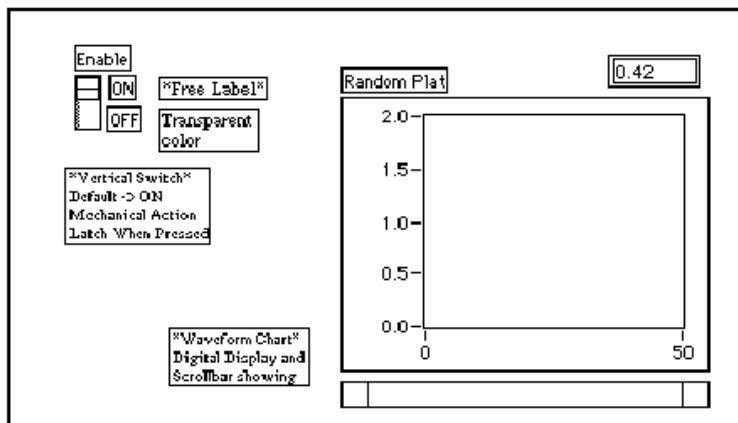 Enable
ON
OFF
*Free Label*
Transparent
color
*Vertical Switch*
Default -> ON
Mechanical Action
Latch When Pressed
*Waveform Chart*
Digital Display and
Scrollbar showing
Random Plat
0.42
2.0
1.5
1.0
0.5
0.0
0
50